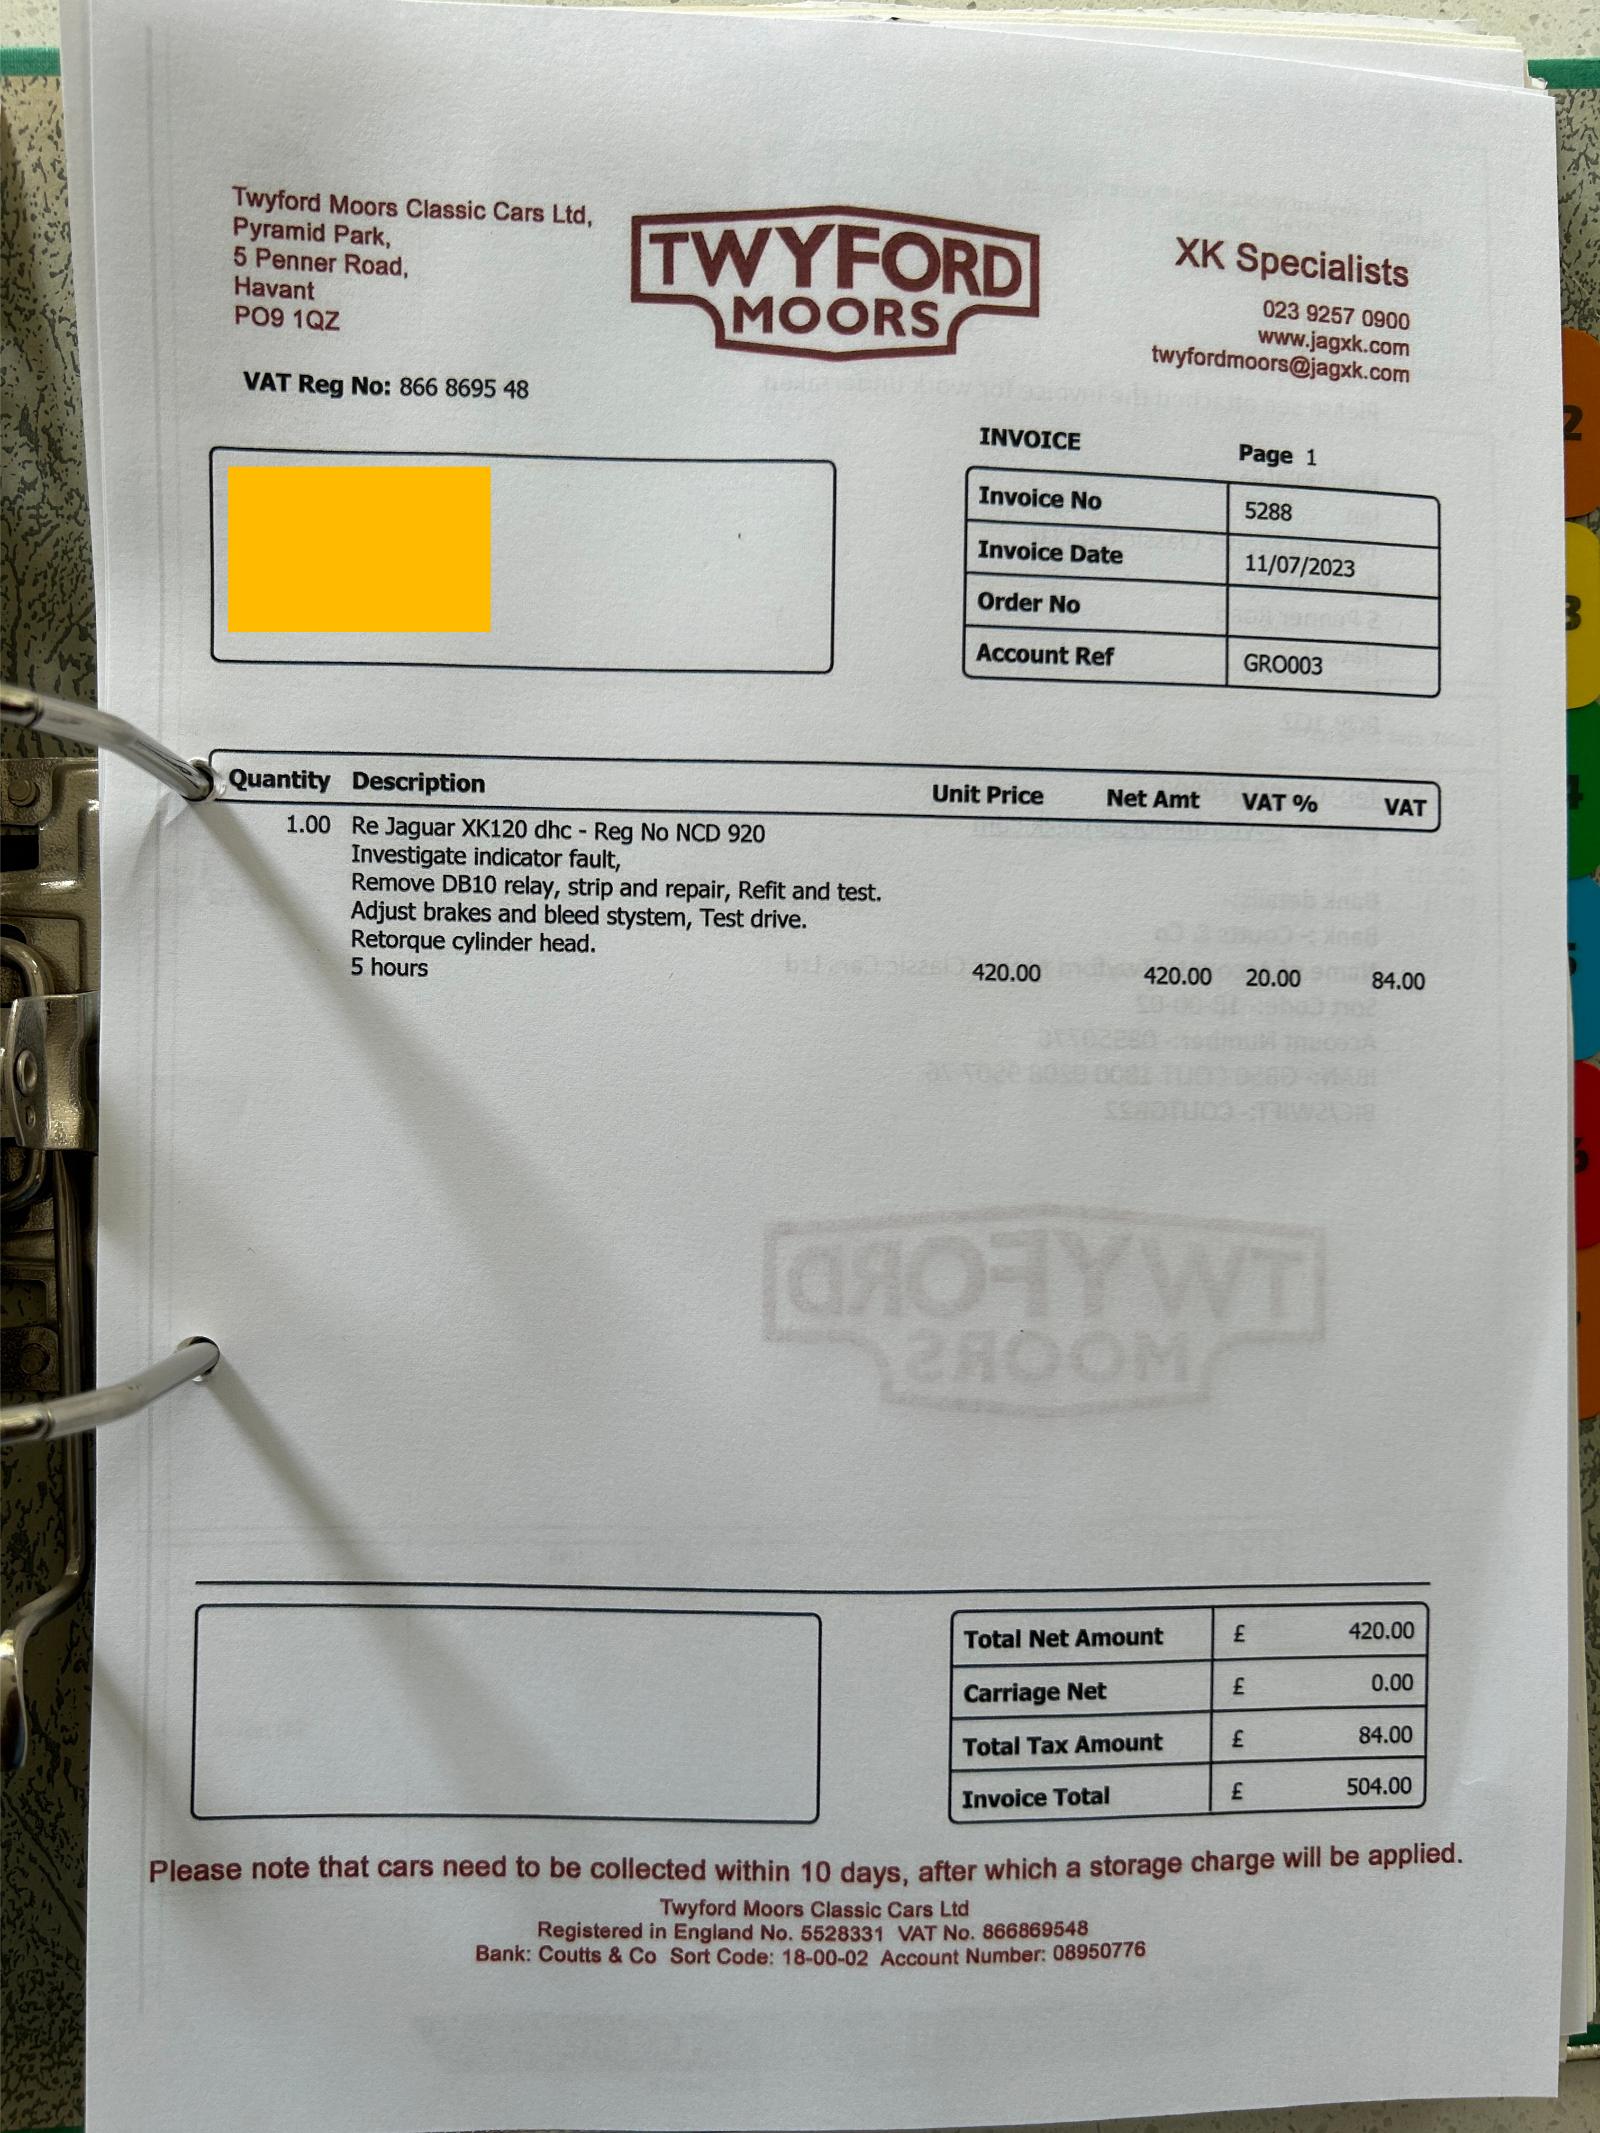 Twyford Moors Classic Cars Ltd,
Pyramid Park,
5 Penner Road,
Havant
PO9 1QZ
TWYFORD
MOORS
XK Specialists
023 9257 0900
www.jagxk.com
twyfordmoors@jagxk.com
VAT Reg No: 866 8695 48
INVOICE Page 1
Invoice No 5288
Invoice Date 11/07/2023
Order No
Account Ref GRO003
Quantity Description Unit Price Net Amt VAT % VAT
1.00 Re Jaguar XK120 dhc - Reg No NCD 920
Investigate indicator fault,
Remove DB10 relay, strip and repair, Refit and test.
Adjust brakes and bleed stystem, Test drive.
Retorque cylinder head.
5 hours 420.00 420.00 20.00 84.00
TWYFORD
MOORS
Total Net Amount £ 420.00
Carriage Net £ 0.00
Total Tax Amount £ 84.00
Invoice Total £ 504.00
Please note that cars need to be collected within 10 days, after which a storage charge will be applied.
Twyford Moors Classic Cars Ltd
Registered in England No. 5528331 VAT No. 866869548
Bank: Coutts & Co Sort Code: 18-00-02 Account Number: 08950776
2
3
4
5
6